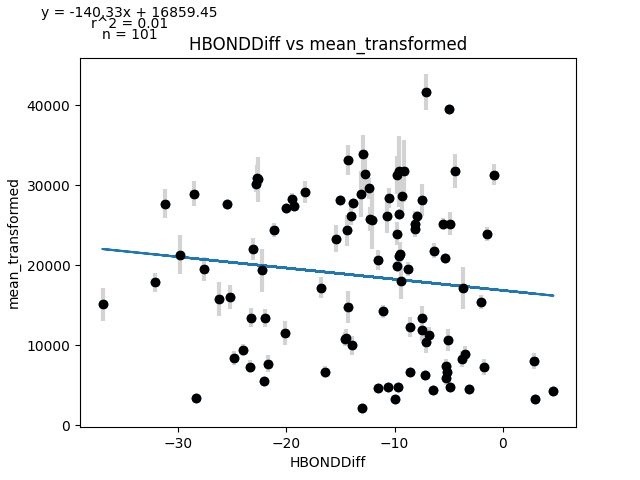 y = -140.33x + 16859.45
r^2 = 0.01
n = 101
HBONDDiff vs mean_transformed
mean_transformed
40000
30000
20000
10000
0
−30
−20
−10
0
HBONDDiff